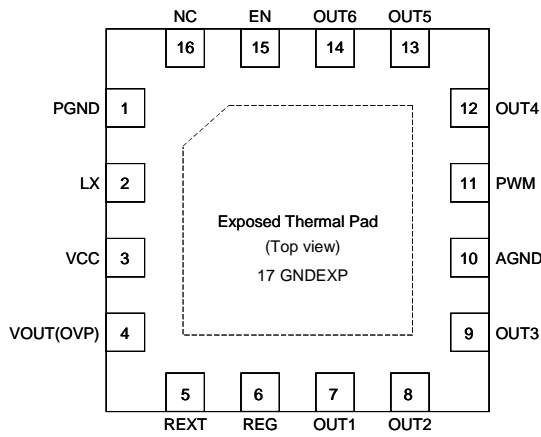 NC EN OUT6 OUT5
16 15 14 13
PGND 1 12 OUT4
LX 2 11 PWM
Exposed Thermal Pad
(Top view)
17 GNDEXP
VCC 3 10 AGND
VOUT(OVP) 4 9 OUT3
5 6 7 8
REXT REG OUT1 OUT2